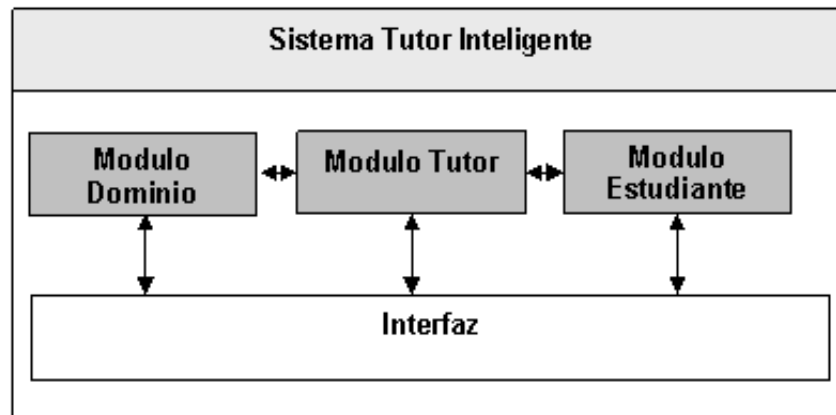 Sistema Tutor Inteligente
Modulo
Dominio
Modulo Tutor
Modulo
Estudiante
Interfaz